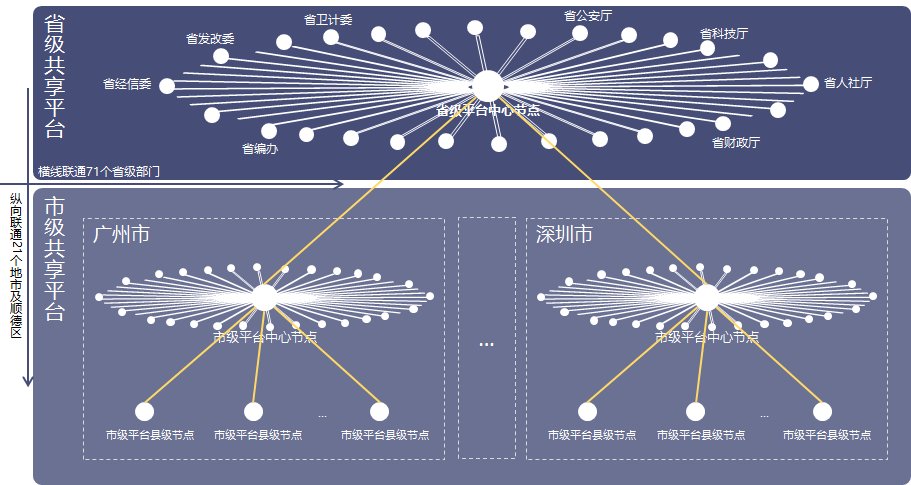 省级共享平台
省卫计委
省公安厅
省发改委
省科技厅
省经信委
省人社厅
省级平台中心节点
省编办
省财政厅
横线联通71个省级部门
纵向联通21个地市及顺德区
市级共享平台
广州市
深圳市
市级平台中心节点
...
市级平台中心节点
...
...
市级平台县级节点
市级平台县级节点
市级平台县级节点
市级平台县级节点
市级平台县级节点
市级平台县级节点